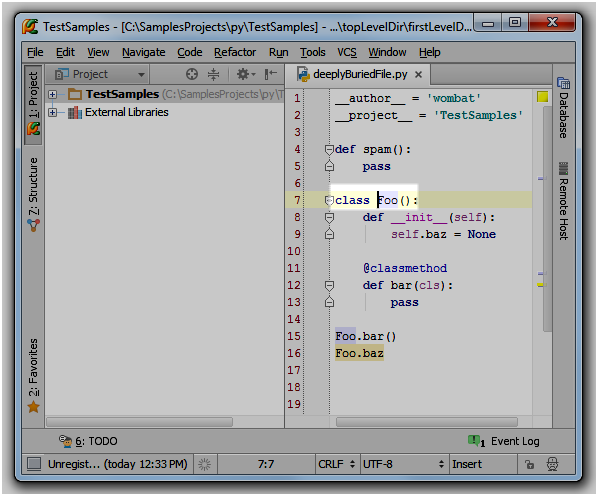 TestSamples - [C:\SamplesProjects\py\TestSamples] - ...\topLevelDir\firstLevelD...
File Edit View Navigate Code Refactor Run Tools VCS Window Help
1: Project
Z: Structure
2: Favorites
Project
TestSamples (C:\SamplesProjects\py\T
External Libraries
deeplyBuriedFile.py
1 __author__ = 'wombat'
2 __project__ = 'TestSamples'
3
4 def spam():
5 pass
6
7 class Foo():
8 def __init__(self):
9 self.baz = None
10
11 @classmethod
12 def bar(cls):
13 pass
14
15 Foo.bar()
16 Foo.baz
17
18
19
Database
Remote Host
6: TODO
1 Event Log
Unregist... (today 12:33 PM) 7:7 CRLF UTF-8 Insert